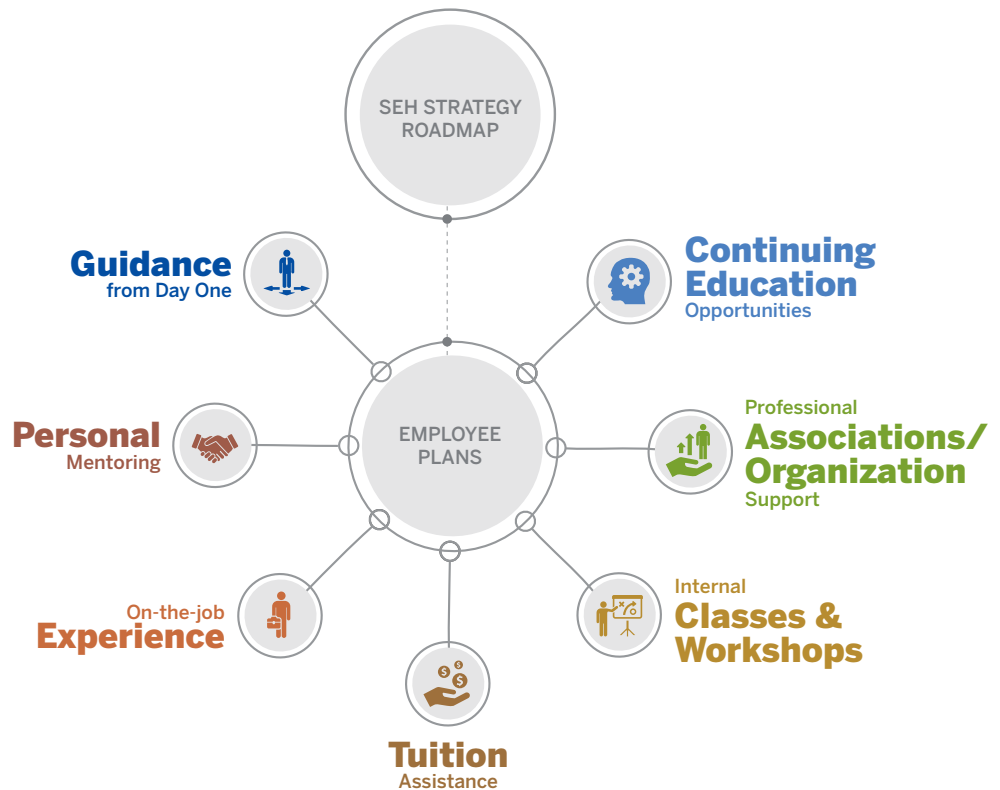 SEH STRATEGY
ROADMAP
Guidance
from Day One
Continuing
Education
Opportunities
Personal
Mentoring
EMPLOYEE
PLANS
Professional
Associations/
Organization
Support
On-the-job
Experience
Internal
Classes &
Workshops
$ $
$
Tuition
Assistance